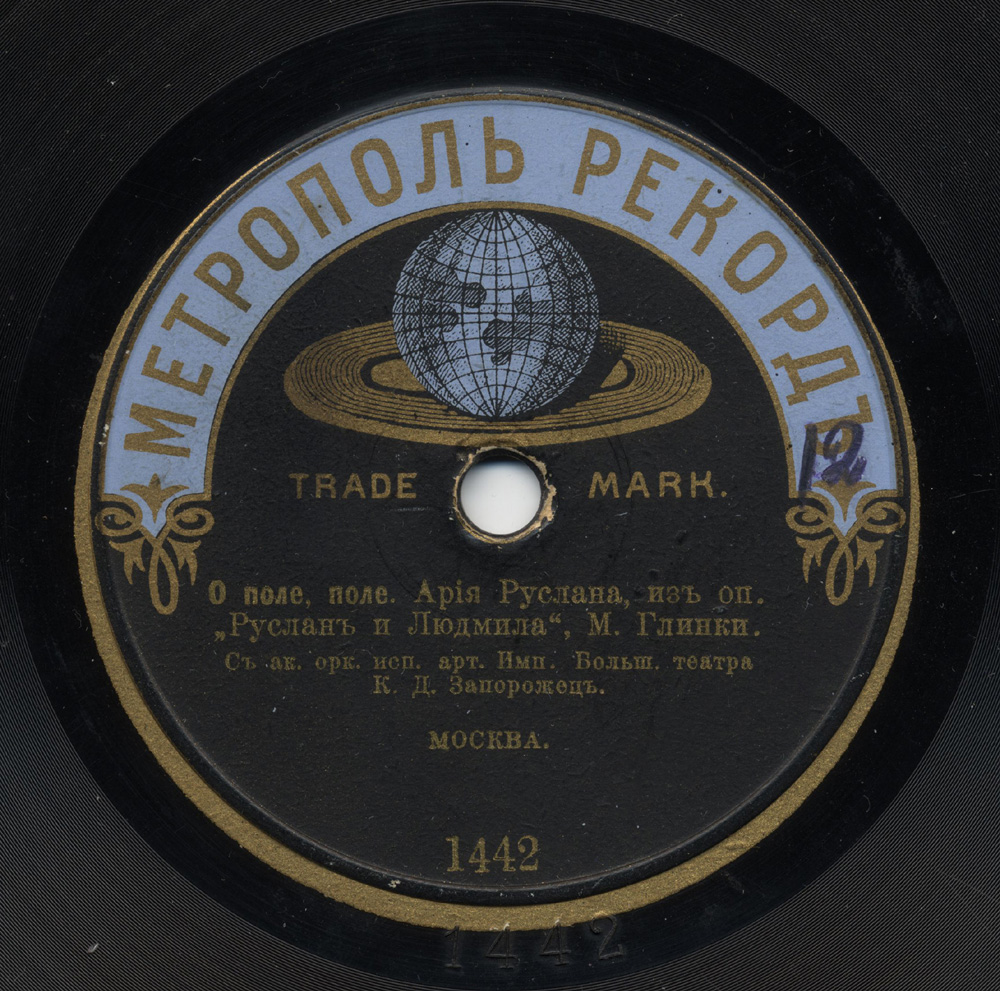 МЕТРОПОЛЬ РЕКОРДЪ
12
TRADE MARK.
О поле, поле. Арія Руслана, изъ оп.
„Русланъ и Людмила“, М. Глинки.
Съ ак. орк. исп. арт. Имп. Больш. театра
К. Д. Запорожецъ.
МОСКВА.
1442
1442